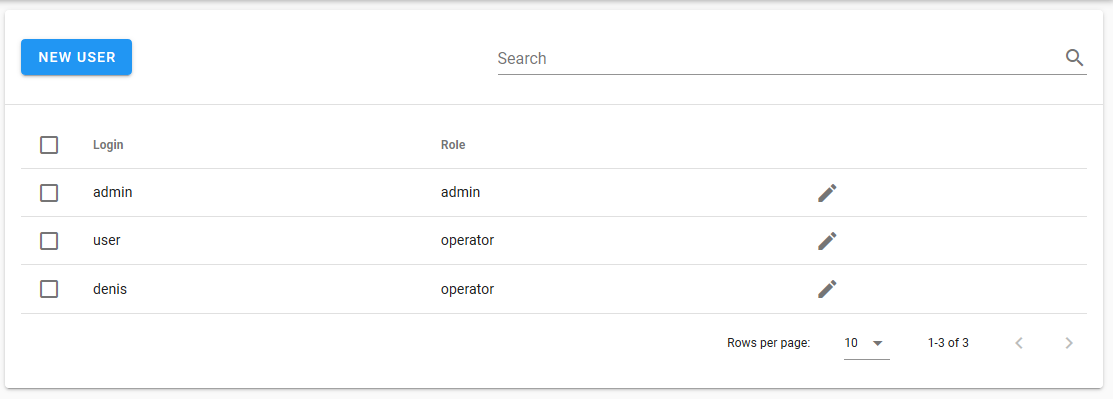 NEW USER
Search
Login Role
admin admin
user operator
denis operator
Rows per page: 10 1-3 of 3